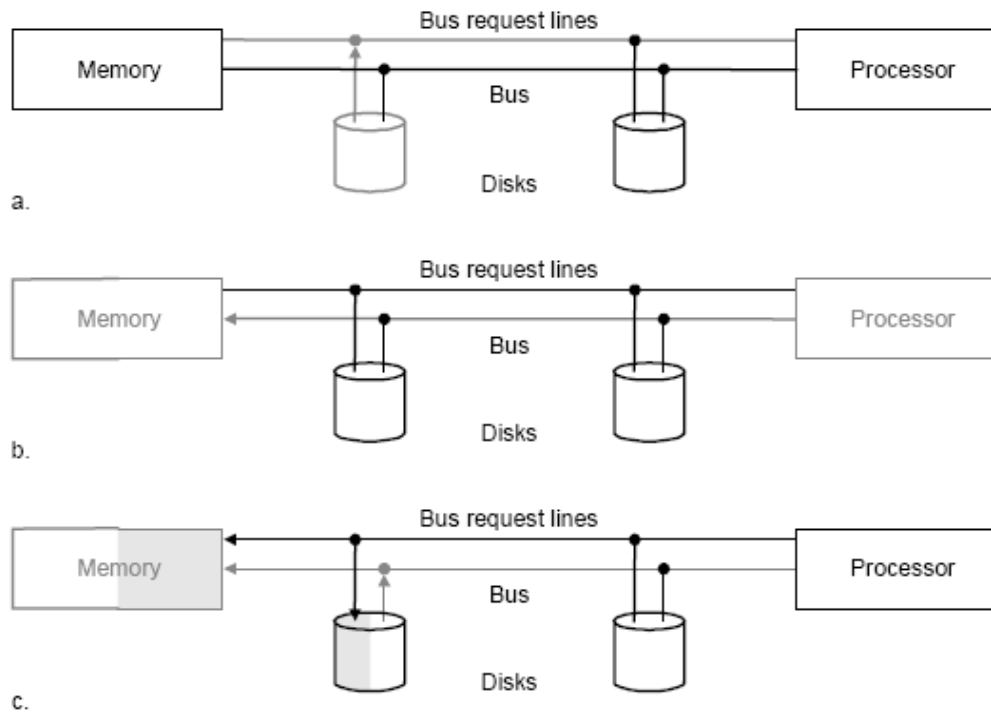 Bus request lines
Memory
Processor
Bus
Disks
a.
Bus request lines
Memory
Processor
Bus
Disks
b.
Bus request lines
Memory
Processor
Bus
Disks
c.